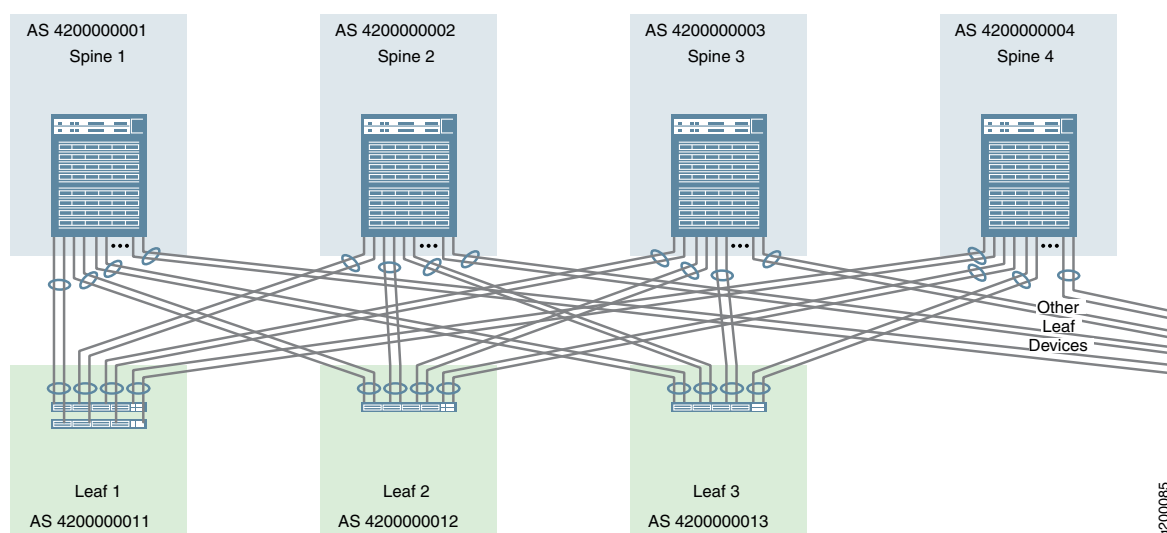 AS 4200000001
Spine 1
AS 4200000002
Spine 2
AS 4200000003
Spine 3
AS 4200000004
Spine 4
Other
Leaf
Devices
Leaf 1
AS 4200000011
Leaf 2
AS 4200000012
Leaf 3
AS 4200000013
g200085